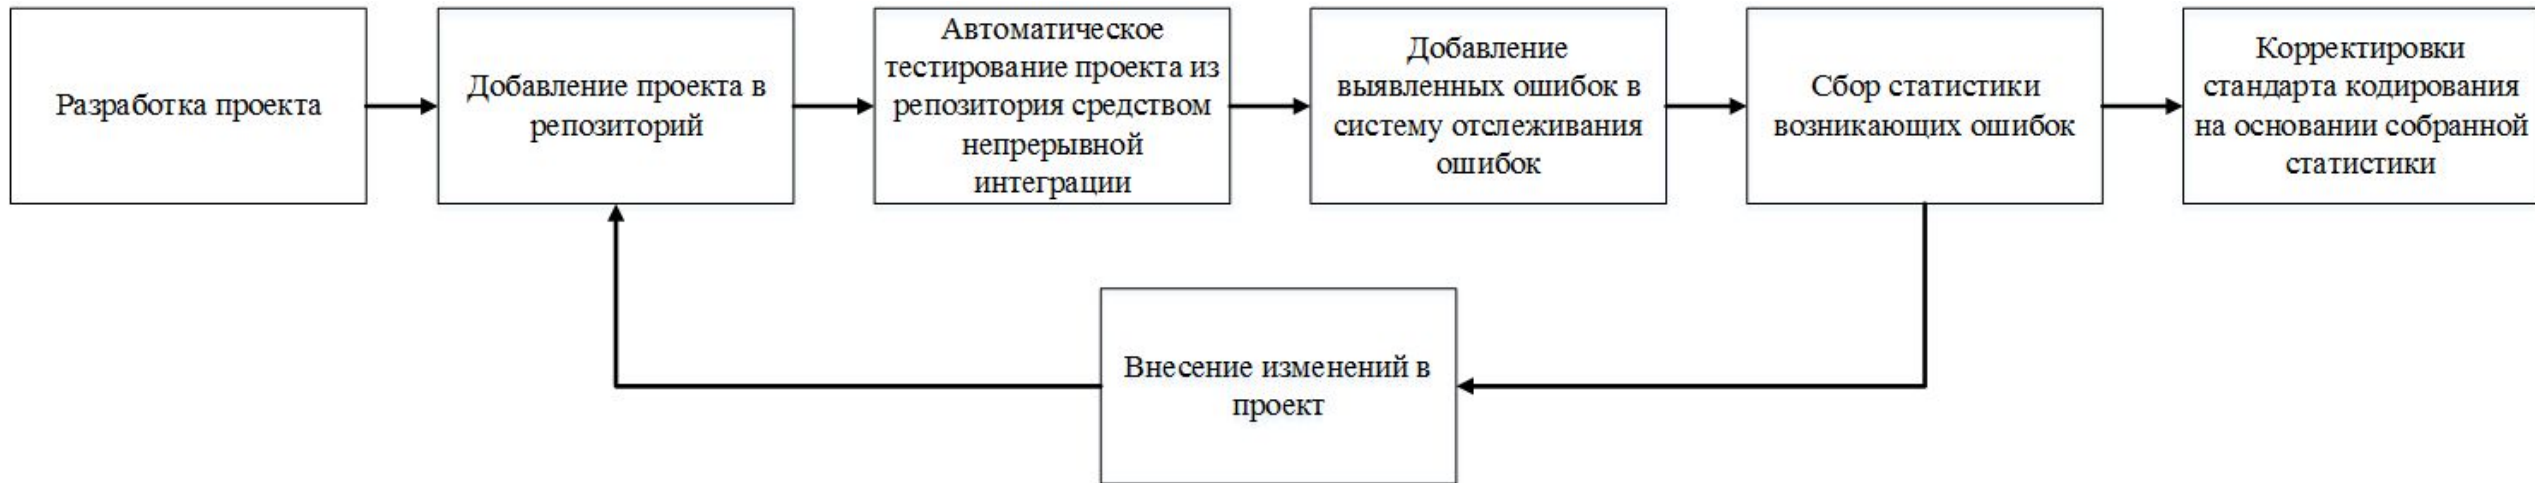 Разработка проекта
Добавление проекта в
репозиторий
Автоматическое
тестирование проекта из
репозитория средством
непрерывной
интеграции
Добавление
выявленных ошибок в
систему отслеживания
ошибок
Сбор статистики
возникающих ошибок
Корректировки
стандарта кодирования
на основании собранной
статистики
Внесение изменений в
проект